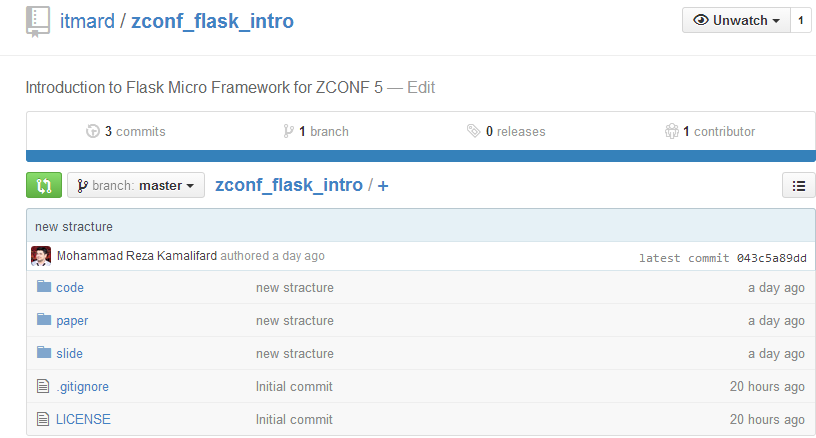 itmard / zconf_flask_intro Unwatch 1
Introduction to Flask Micro Framework for ZCONF 5 — Edit
3 commits 1 branch 0 releases 1 contributor
branch: master zconf_flask_intro / +
new stracture
Mohammad Reza Kamalifard authored a day ago latest commit 043c5a89dd
code new stracture a day ago
paper new stracture a day ago
slide new stracture a day ago
.gitignore Initial commit 20 hours ago
LICENSE Initial commit 20 hours ago